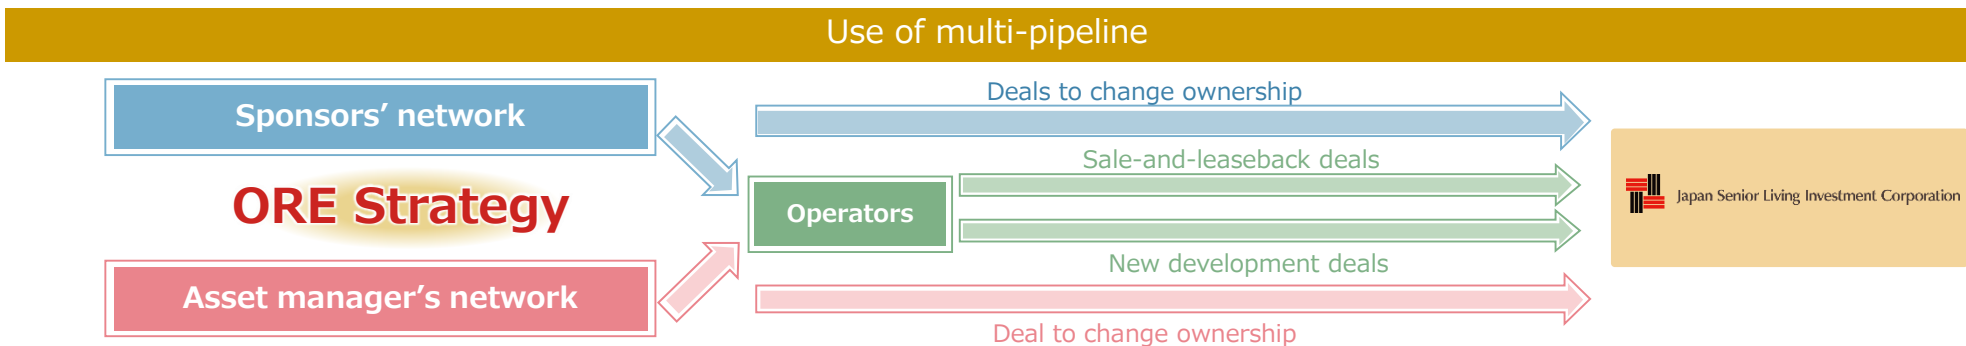 Use of multi-pipeline
Sponsors’ network
Deals to change ownership
Sale-and-leaseback deals
ORE Strategy
Operators
Japan Senior Living Investment Corporation
New development deals
Asset manager’s network
Deal to change ownership